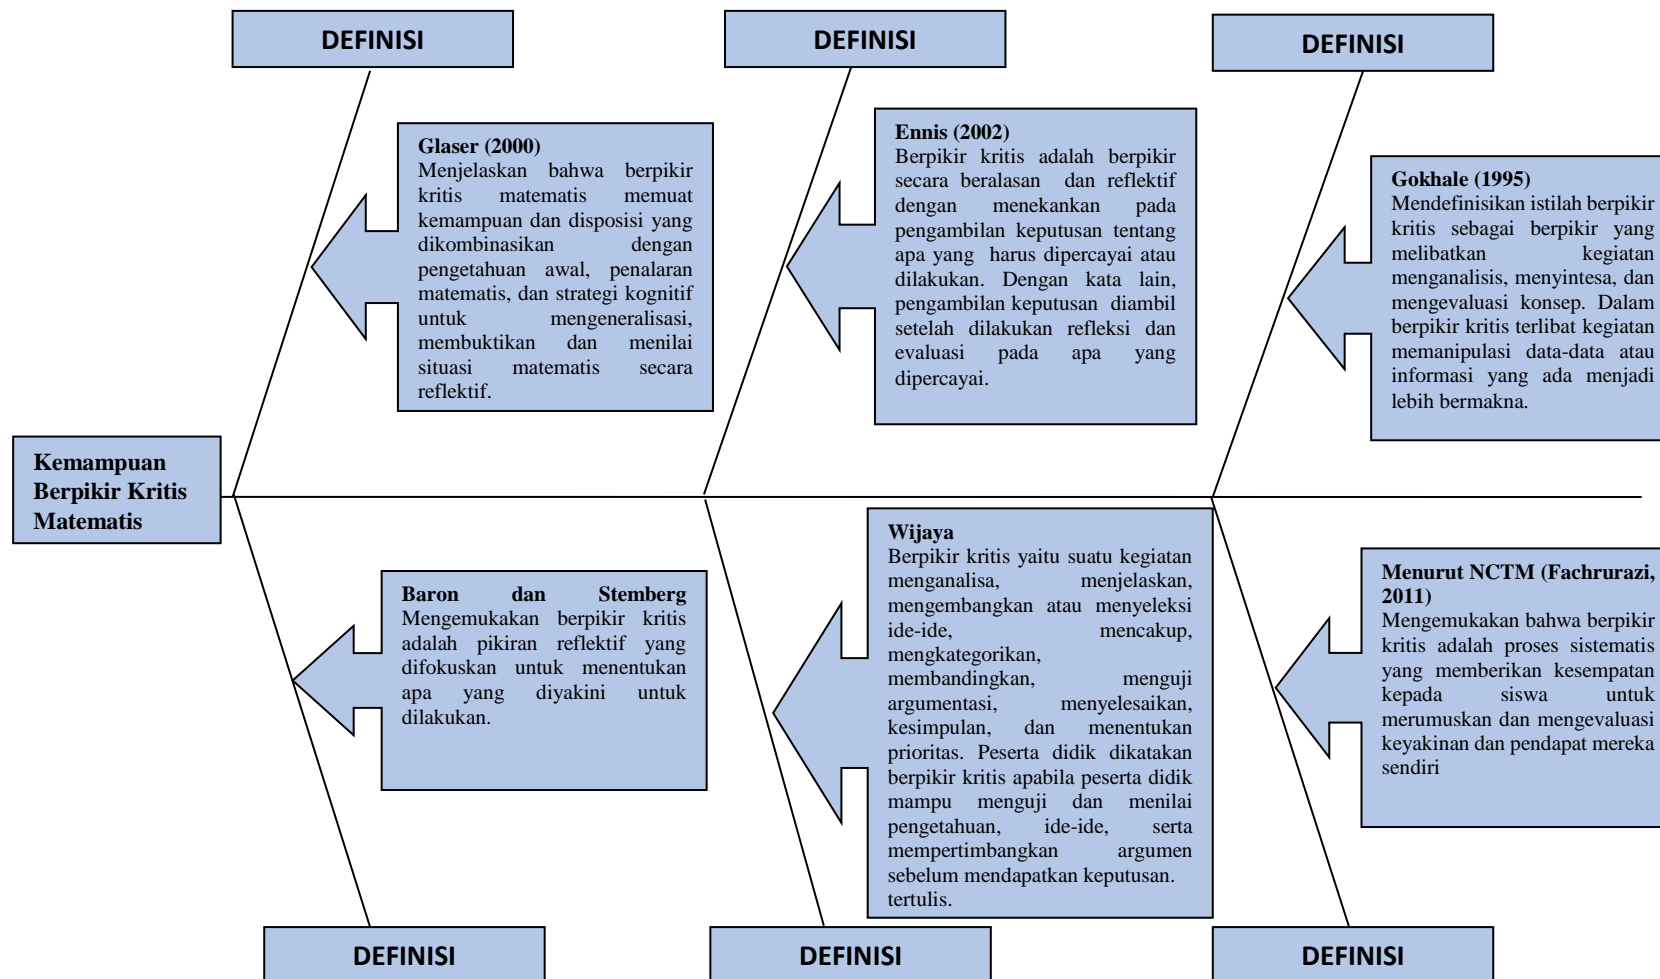 DEFINISI
DEFINISI
DEFINISI
Glaser (2000)
Menjelaskan bahwa berpikir
kritis matematis memuat
kemampuan dan disposisi yang
dikombinasikan dengan
pengetahuan awal, penalaran
matematis, dan strategi kognitif
untuk mengeneralisasi,
membuktikan dan menilai
situasi matematis secara
reflektif.
Ennis (2002)
Berpikir kritis adalah berpikir
secara beralasan dan reflektif
dengan menekankan pada
pengambilan keputusan tentang
apa yang harus dipercayai atau
dilakukan. Dengan kata lain,
pengambilan keputusan diambil
setelah dilakukan refleksi dan
evaluasi pada apa yang
dipercayai.
Gokhale (1995)
Mendefinisikan istilah berpikir
kritis sebagai berpikir yang
melibatkan kegiatan
menganalisis, menyintesa, dan
mengevaluasi konsep. Dalam
berpikir kritis terlibat kegiatan
memanipulasi data-data atau
informasi yang ada menjadi
lebih bermakna.
Kemampuan
Berpikir Kritis
Matematis
Baron dan Stemberg
Mengemukakan berpikir kritis
adalah pikiran reflektif yang
difokuskan untuk menentukan
apa yang diyakini untuk
dilakukan.
Wijaya
Berpikir kritis yaitu suatu kegiatan
menganalisa, menjelaskan,
mengembangkan atau menyeleksi
ide-ide, mencakup,
mengkategorikan,
membandingkan, menguji
argumentasi, menyelesaikan,
kesimpulan, dan menentukan
prioritas. Peserta didik dikatakan
berpikir kritis apabila peserta didik
mampu menguji dan menilai
pengetahuan, ide-ide, serta
mempertimbangkan argumen
sebelum mendapatkan keputusan.
tertulis.
Menurut NCTM (Fachrurazi,
2011)
Mengemukakan bahwa berpikir
kritis adalah proses sistematis
yang memberikan kesempatan
kepada siswa untuk
merumuskan dan mengevaluasi
keyakinan dan pendapat mereka
sendiri
DEFINISI
DEFINISI
DEFINISI